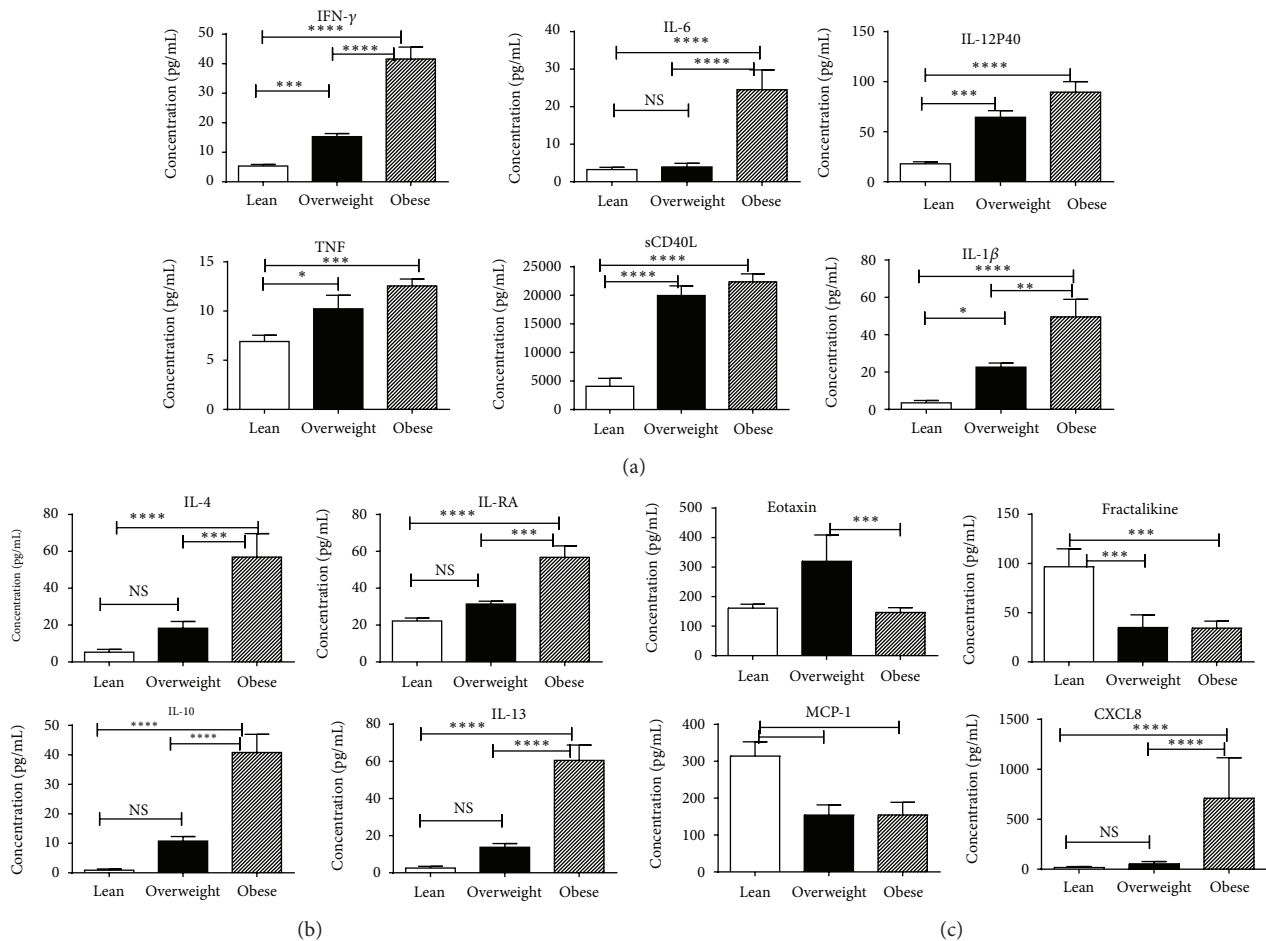 IFN-γ
Concentration (pg/mL)
50
40
30
20
10
0
****
****
***
Lean Overweight Obese
IL-6
Concentration (pg/mL)
40
30
20
10
0
****
****
NS
Lean Overweight Obese
IL-12P40
Concentration (pg/mL)
150
100
50
0
****
***
Lean Overweight Obese
TNF
Concentration (pg/mL)
15
10
5
0
***
*
Lean Overweight Obese
sCD40L
Concentration (pg/mL)
25000
20000
15000
10000
5000
0
****
****
Lean Overweight Obese
IL-1β
Concentration (pg/mL)
80
60
40
20
0
****
**
*
Lean Overweight Obese
(a)
IL-4
Concentration (pg/mL)
80
60
40
20
0
****
***
NS
Lean Overweight Obese
IL-RA
Concentration (pg/mL)
80
60
40
20
0
****
***
NS
Lean Overweight Obese
IL-10
Concentration (pg/mL)
50
40
30
20
10
0
****
****
NS
Lean Overweight Obese
IL-13
Concentration (pg/mL)
80
60
40
20
0
****
****
NS
Lean Overweight Obese
(b)
Eotaxin
Concentration (pg/mL)
500
400
300
200
100
0
***
Lean Overweight Obese
Fractalikine
Concentration (pg/mL)
150
100
50
0
***
***
Lean Overweight Obese
MCP-1
Concentration (pg/mL)
400
300
200
100
0
Lean Overweight Obese
CXCL8
Concentration (pg/mL)
1500
1000
500
0
****
****
NS
Lean Overweight Obese
(c)